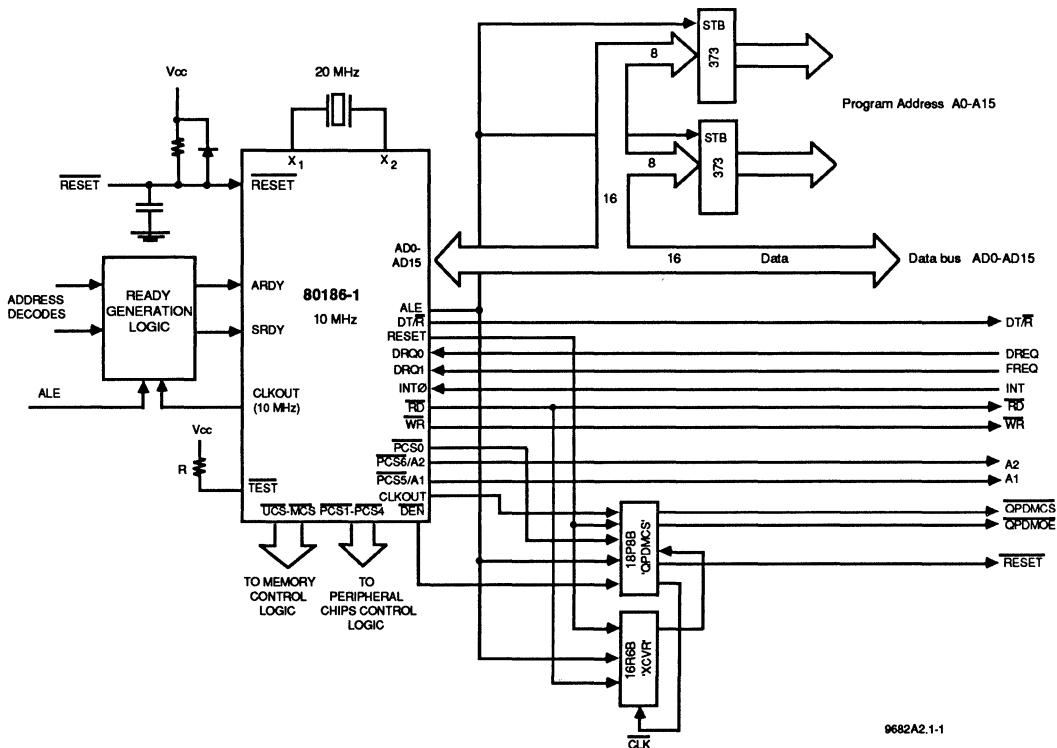 20 MHz
Vcc
X1
X2
RESET
RESET
STB
373
8
Program Address A0-A15
STB
373
8
16
AD0-
AD15
16
Data
Data bus AD0-AD15
ADDRESS
DECODES
READY
GENERATION
LOGIC
ARDY
SRDY
80186-1
10 MHz
ALE
DT/R
DT/R
RESET
DRQ0
DREQ
DRQ1
FREQ
INTØ
INT
RD
RD
WR
WR
ALE
CLKOUT
(10 MHz)
Vcc
R
TEST
PCS0
PCS6/A2
A2
PCS5/A1
A1
CLKOUT
UCS-MCS
PCS1-PCS4
DEN
TO MEMORY
CONTROL
LOGIC
TO
PERIPHERAL
CHIPS CONTROL
LOGIC
18P8B
'QPDMCS'
QPDMCS
QPDMOE
RESET
16R6B
'XCVR'
CLK
9682A2.1-1